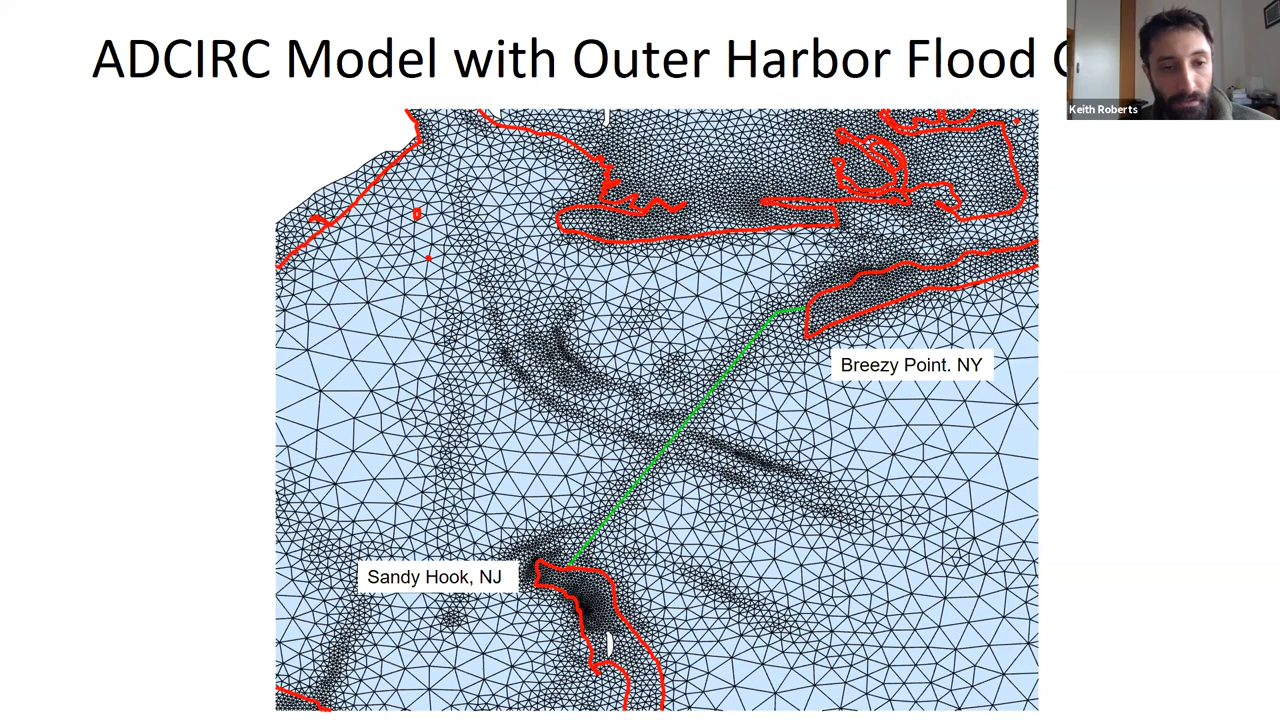 ADCIRC Model with Outer Harbor Flood
Keith Roberts
Breezy Point. NY
Sandy Hook, NJ